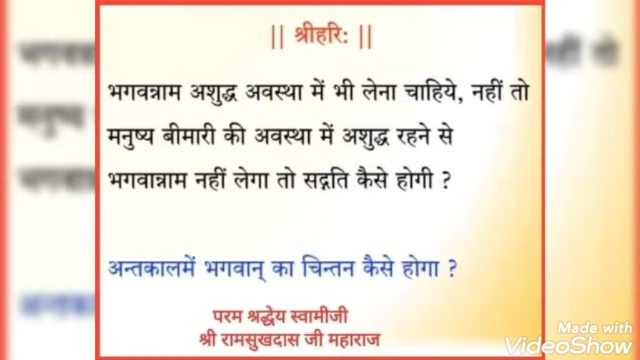 || श्रीहरि: ||
भगवन्नाम अशुद्ध अवस्था में भी लेना चाहिये, नहीं तो
मनुष्य बीमारी की अवस्था में अशुद्ध रहने से
भगवान्नाम नहीं लेगा तो सद्गति कैसे होगी ?
अन्तकालमें भगवान् का चिन्तन कैसे होगा ?
परम श्रद्धेय स्वामीजी
श्री रामसुखदास जी महाराज
Made with
VideoShow